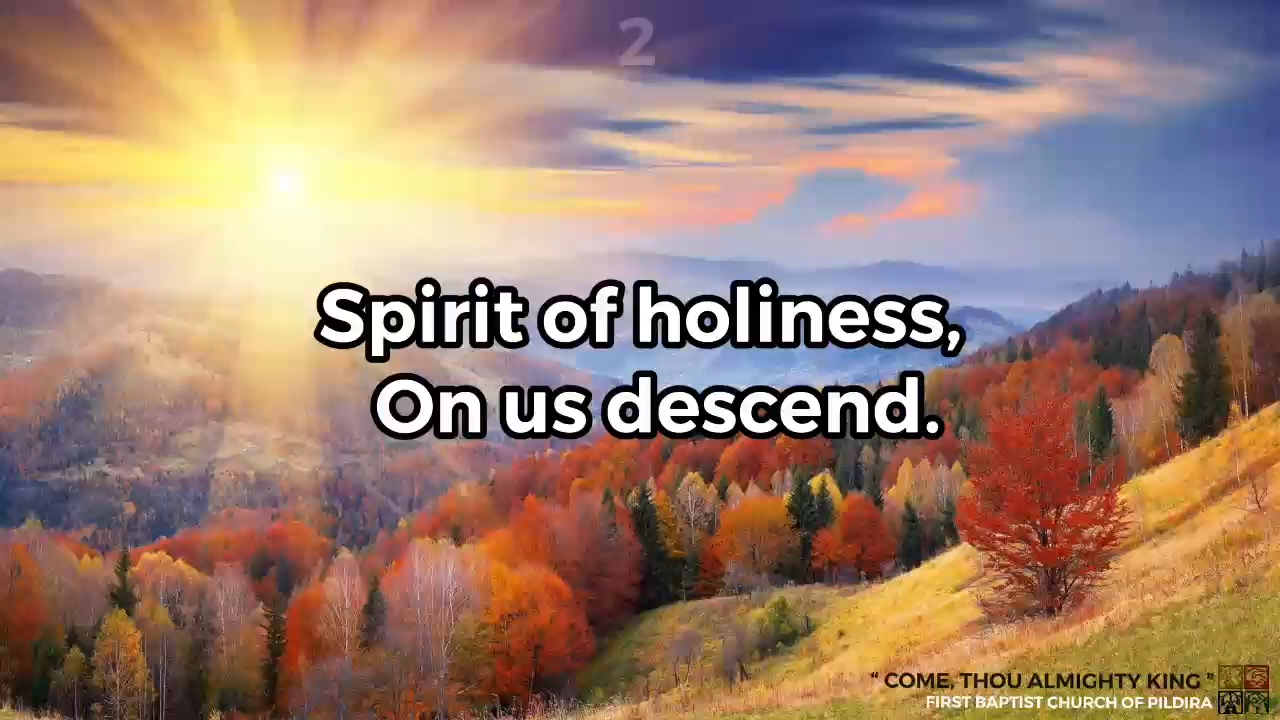 2
Spirit of holiness,
On us descend.
“ COME, THOU ALMIGHTY KING ”
FIRST BAPTIST CHURCH OF PILDIRA